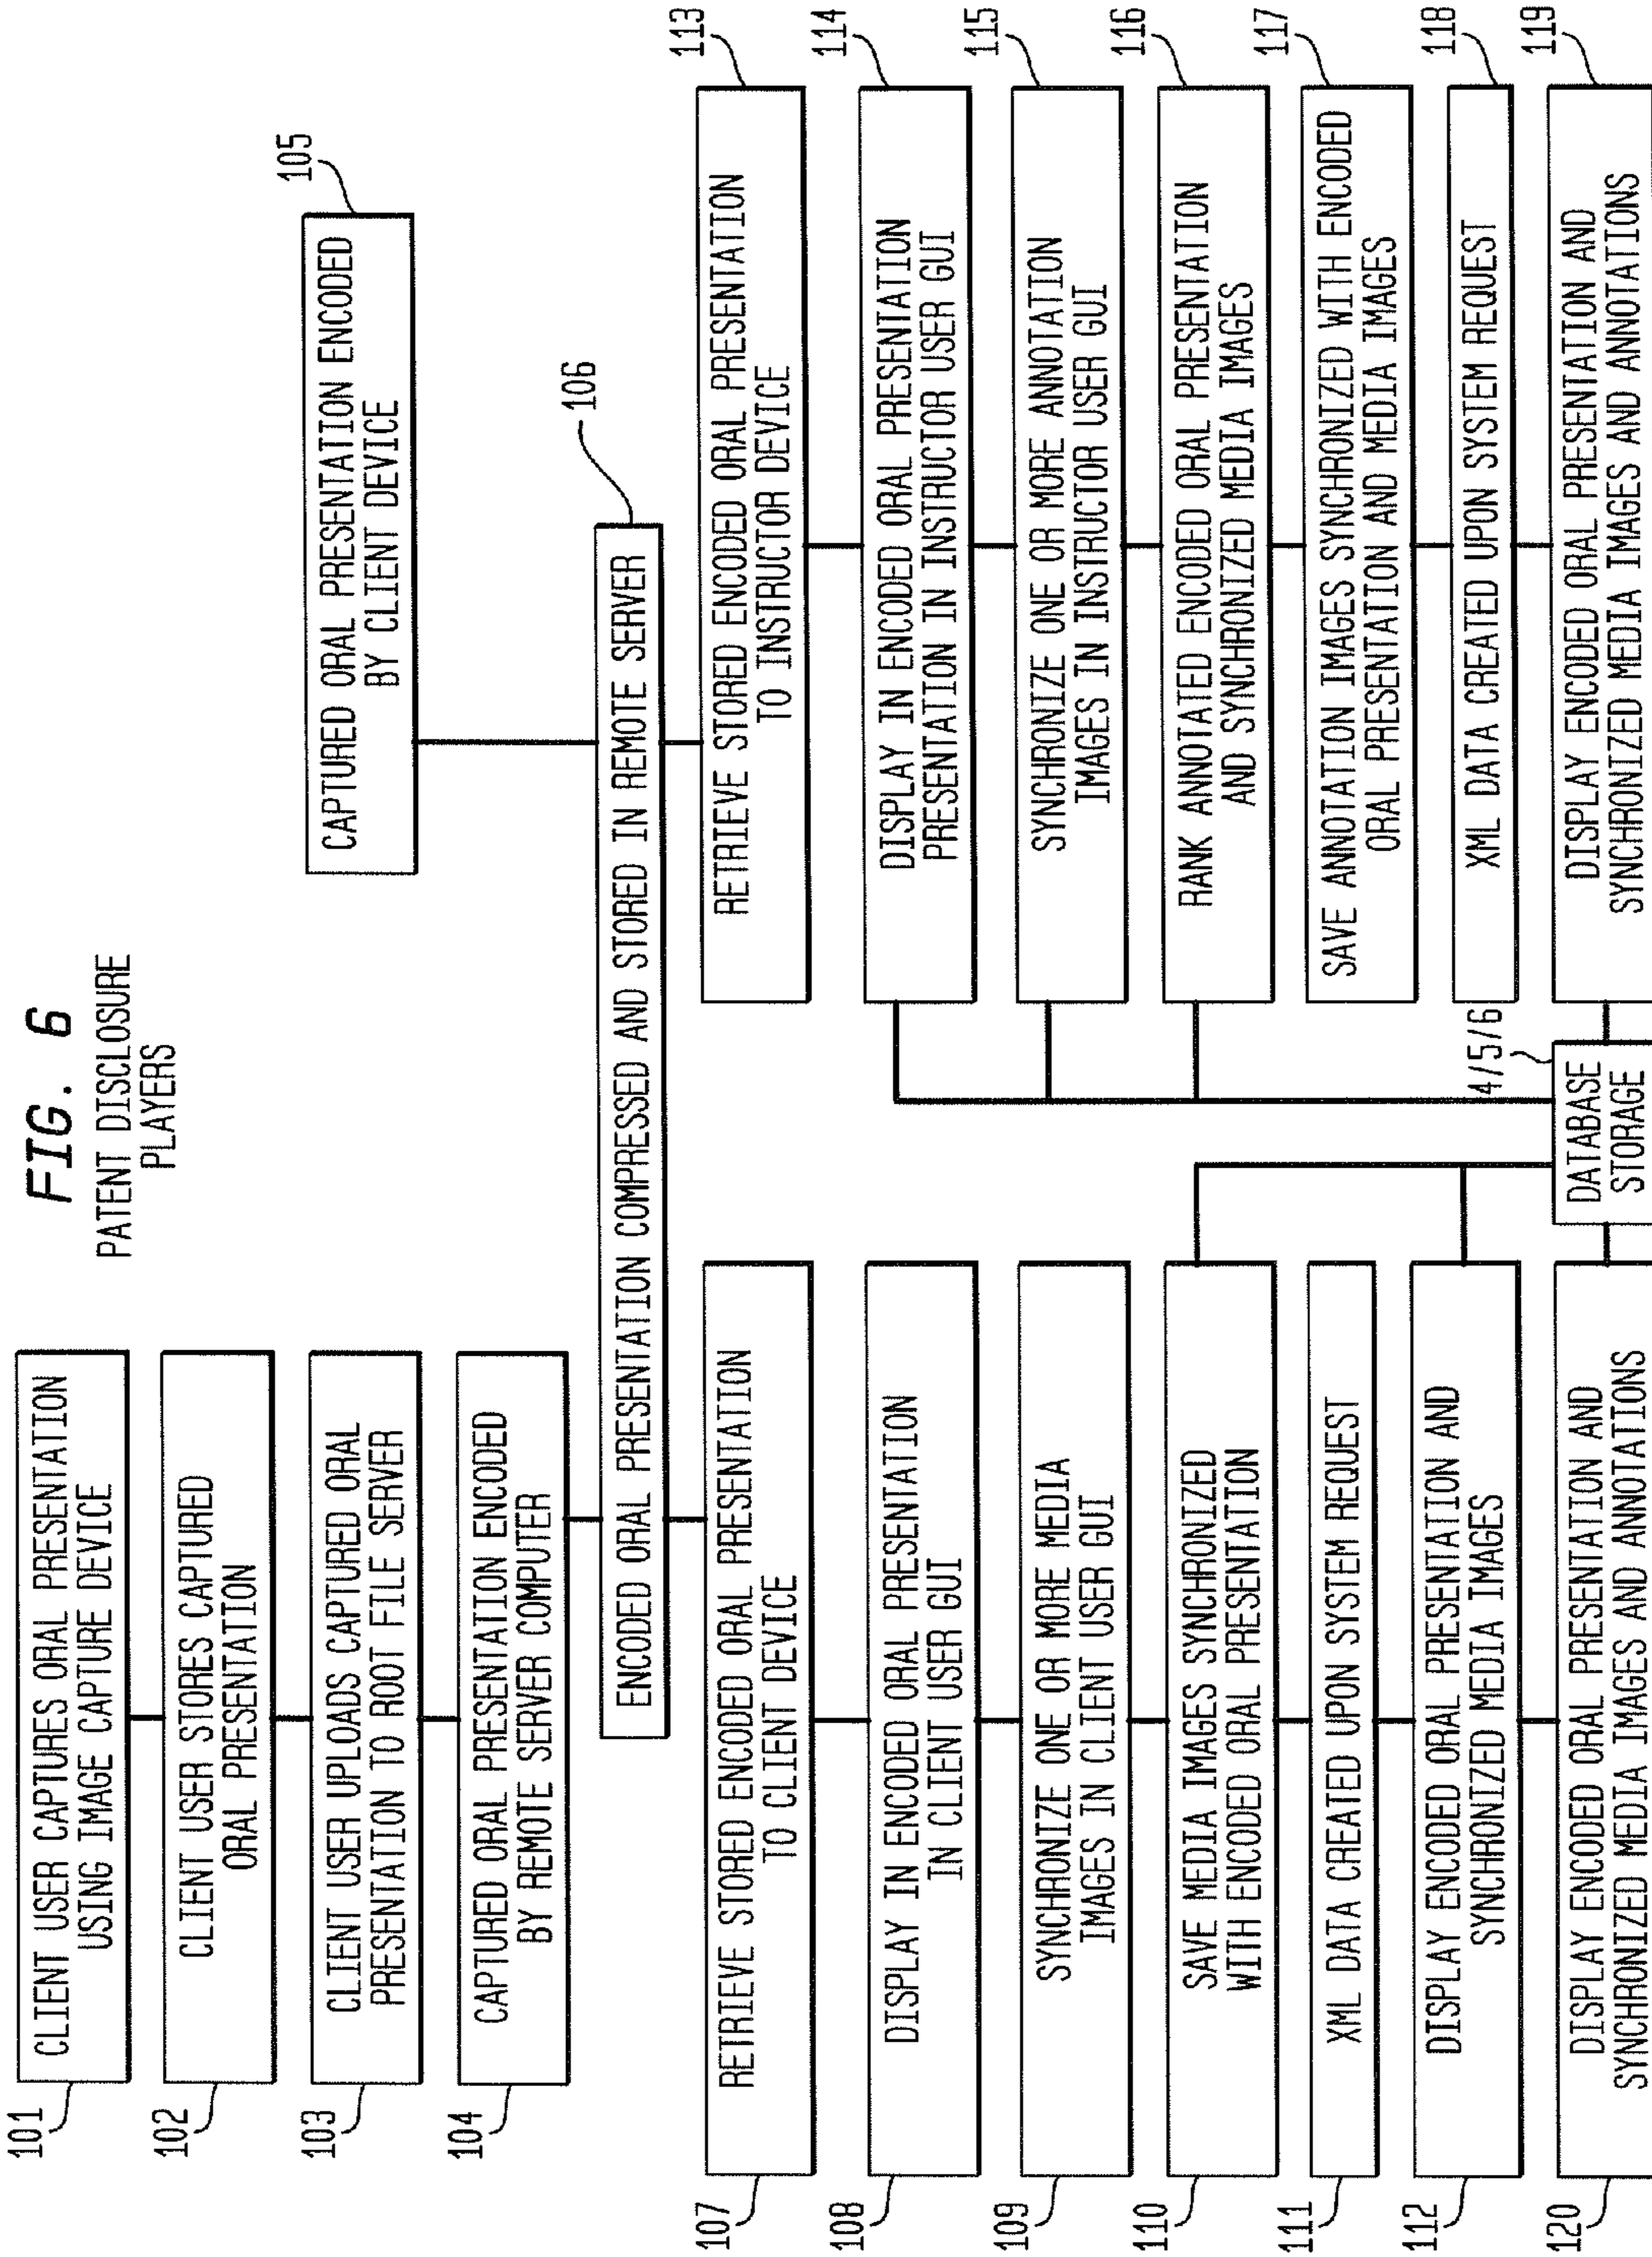 FIG. 6
PATENT DISCLOSURE
PLAYERS
101
CLIENT USER CAPTURES ORAL PRESENTATION
USING IMAGE CAPTURE DEVICE
102
CLIENT USER STORES CAPTURED
ORAL PRESENTATION
103
CLIENT USER UPLOADS CAPTURED ORAL
PRESENTATION TO ROOT FILE SERVER
104
CAPTURED ORAL PRESENTATION ENCODED
BY REMOTE SERVER COMPUTER
105
CAPTURED ORAL PRESENTATION ENCODED
BY CLIENT DEVICE
106
ENCODED ORAL PRESENTATION COMPRESSED AND STORED IN REMOTE SERVER
107
RETRIEVE STORED ENCODED ORAL PRESENTATION
TO CLIENT DEVICE
108
DISPLAY IN ENCODED ORAL PRESENTATION
IN CLIENT USER GUI
109
SYNCHRONIZE ONE OR MORE MEDIA
IMAGES IN CLIENT USER GUI
110
SAVE MEDIA IMAGES SYNCHRONIZED
WITH ENCODED ORAL PRESENTATION
111
XML DATA CREATED UPON SYSTEM REQUEST
112
DISPLAY ENCODED ORAL PRESENTATION AND
SYNCHRONIZED MEDIA IMAGES
120
DISPLAY ENCODED ORAL PRESENTATION AND
SYNCHRONIZED MEDIA IMAGES AND ANNOTATIONS
4/5/6
DATABASE
STORAGE
113
RETRIEVE STORED ENCODED ORAL PRESENTATION
TO INSTRUCTOR DEVICE
114
DISPLAY IN ENCODED ORAL PRESENTATION
PRESENTATION IN INSTRUCTOR USER GUI
115
SYNCHRONIZE ONE OR MORE ANNOTATION
IMAGES IN INSTRUCTOR USER GUI
116
RANK ANNOTATED ENCODED ORAL PRESENTATION
AND SYNCHRONIZED MEDIA IMAGES
117
SAVE ANNOTATION IMAGES SYNCHRONIZED WITH ENCODED
ORAL PRESENTATION AND MEDIA IMAGES
118
XML DATA CREATED UPON SYSTEM REQUEST
119
DISPLAY ENCODED ORAL PRESENTATION AND
SYNCHRONIZED MEDIA IMAGES AND ANNOTATIONS